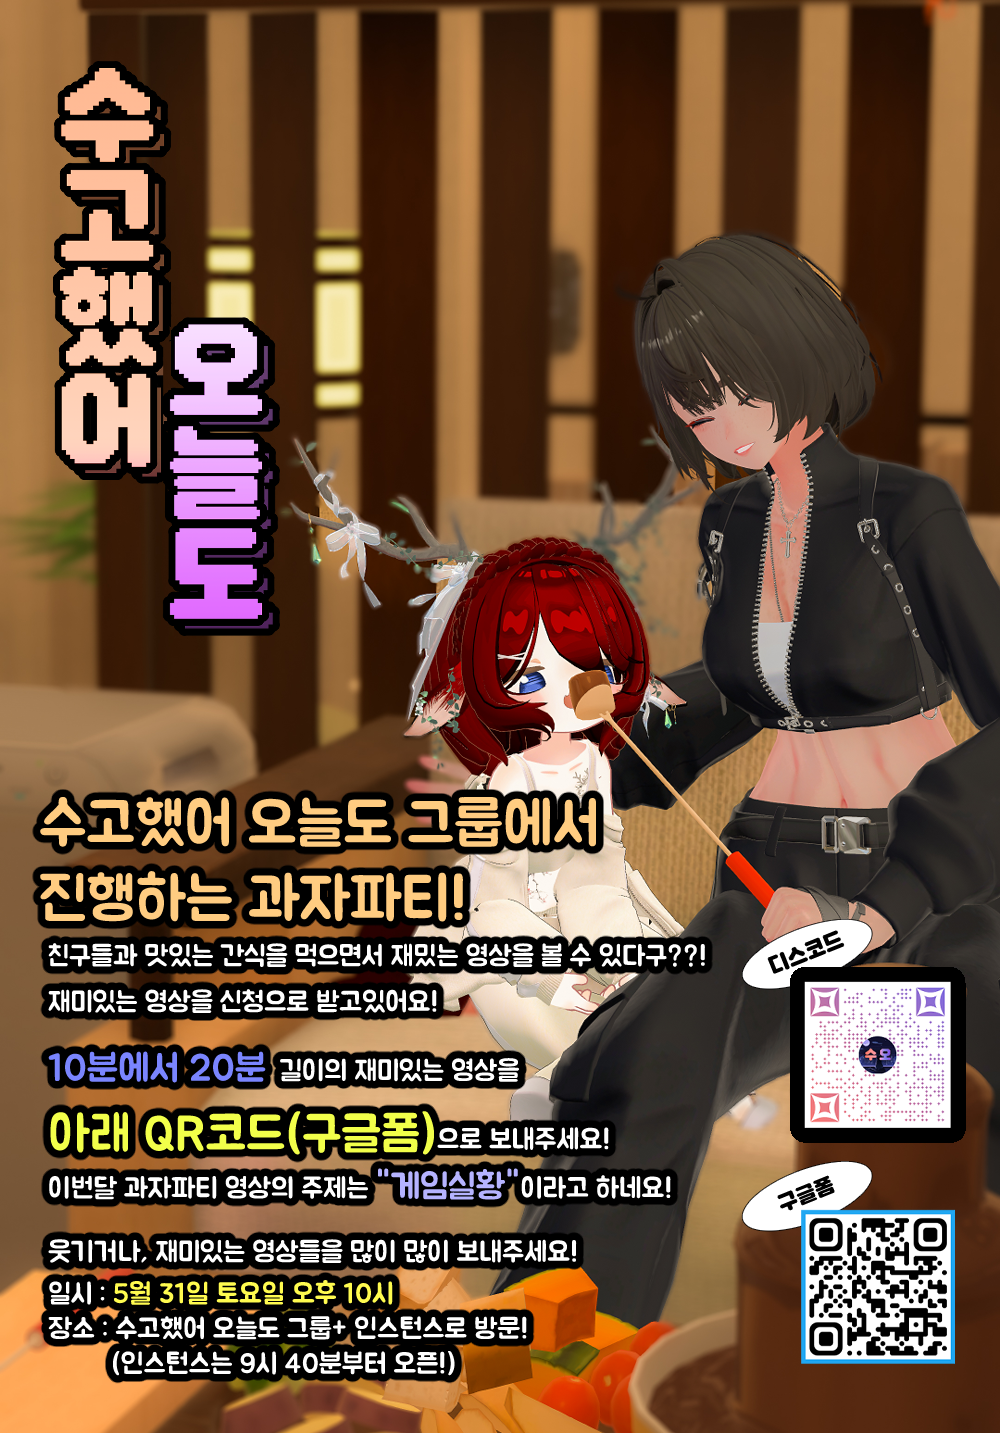 수고했어
오늘도
수고했어 오늘도 그룹에서
진행하는 과자파티!
친구들과 맛있는 간식을 먹으면서 재밌는 영상을 볼 수 있다구??!
재미있는 영상을 신청으로 받고있어요!
10분에서 20분 길이의 재미있는 영상을
아래 QR코드(구글폼)으로 보내주세요!
이번달 과자파티 영상의 주제는 "게임실황"이라고 하네요!
웃기거나, 재미있는 영상들을 많이 많이 보내주세요!
일시 : 5월 31일 토요일 오후 10시
장소 : 수고했어 오늘도 그룹+ 인스턴스로 방문!
(인스턴스는 9시 40분부터 오픈!)
디스코드
수오
구글폼